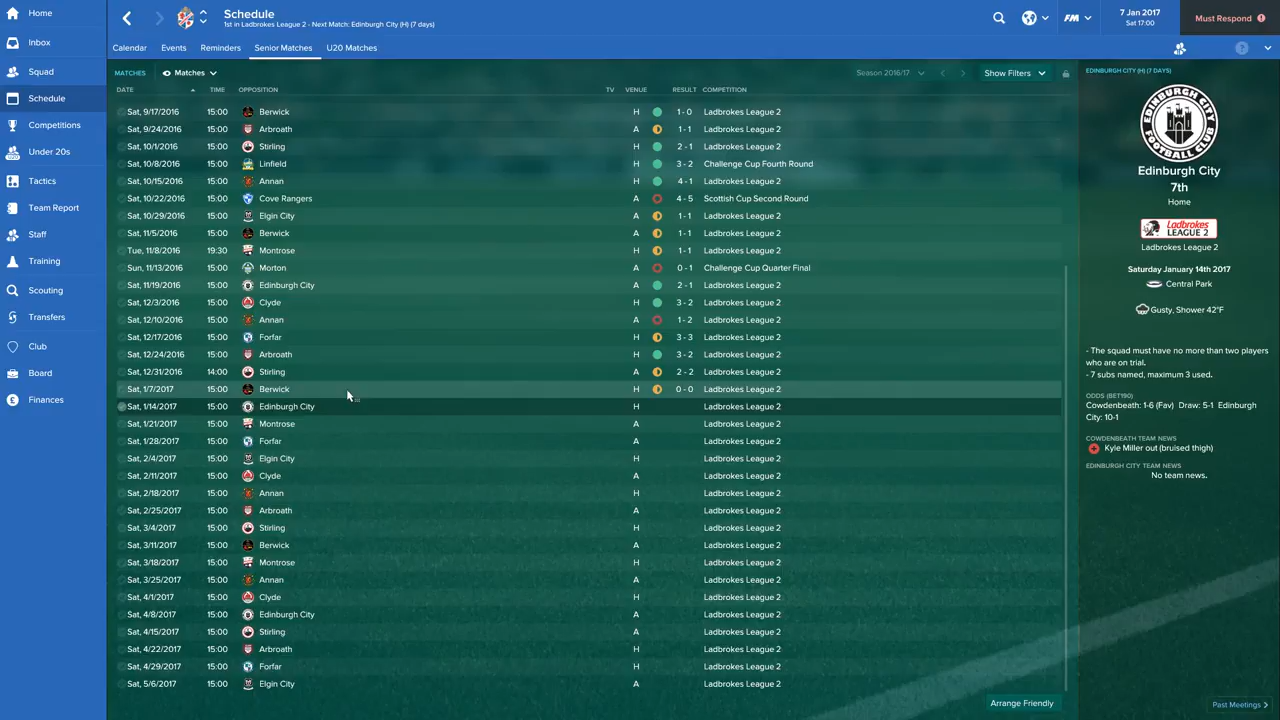 Home
Inbox
Squad
Schedule
Competitions
Under 20s
Tactics
Team Report
Staff
Training
Scouting
Transfers
Club
Board
Finances
Schedule
1st in Ladbrokes League 2 - Next Match: Edinburgh City (H) (7 days)
FM
7 Jan 2017
Sat 17:00
Must Respond
Calendar Events Reminders Senior Matches U20 Matches
MATCHES Matches Season 2016/17 Show Filters
DATE TIME OPPOSITION TV VENUE RESULT COMPETITION
Sat, 9/17/2016 15:00 Berwick H 1 - 0 Ladbrokes League 2
Sat, 9/24/2016 15:00 Arbroath A 1 - 1 Ladbrokes League 2
Sat, 10/1/2016 15:00 Stirling H 2 - 1 Ladbrokes League 2
Sat, 10/8/2016 15:00 Linfield H 3 - 2 Challenge Cup Fourth Round
Sat, 10/15/2016 15:00 Annan H 4 - 1 Ladbrokes League 2
Sat, 10/22/2016 15:00 Cove Rangers A 4 - 5 Scottish Cup Second Round
Sat, 10/29/2016 15:00 Elgin City A 1 - 1 Ladbrokes League 2
Sat, 11/5/2016 15:00 Berwick A 1 - 1 Ladbrokes League 2
Tue, 11/8/2016 19:30 Montrose H 1 - 1 Ladbrokes League 2
Sun, 11/13/2016 15:00 Morton A 0 - 1 Challenge Cup Quarter Final
Sat, 11/19/2016 15:00 Edinburgh City A 2 - 1 Ladbrokes League 2
Sat, 12/3/2016 15:00 Clyde H 3 - 2 Ladbrokes League 2
Sat, 12/10/2016 15:00 Annan A 1 - 2 Ladbrokes League 2
Sat, 12/17/2016 15:00 Forfar H 3 - 3 Ladbrokes League 2
Sat, 12/24/2016 15:00 Arbroath H 3 - 2 Ladbrokes League 2
Sat, 12/31/2016 14:00 Stirling A 2 - 2 Ladbrokes League 2
Sat, 1/7/2017 15:00 Berwick H 0 - 0 Ladbrokes League 2
Sat, 1/14/2017 15:00 Edinburgh City H Ladbrokes League 2
Sat, 1/21/2017 15:00 Montrose A Ladbrokes League 2
Sat, 1/28/2017 15:00 Forfar A Ladbrokes League 2
Sat, 2/4/2017 15:00 Elgin City H Ladbrokes League 2
Sat, 2/11/2017 15:00 Clyde A Ladbrokes League 2
Sat, 2/18/2017 15:00 Annan H Ladbrokes League 2
Sat, 2/25/2017 15:00 Arbroath A Ladbrokes League 2
Sat, 3/4/2017 15:00 Stirling H Ladbrokes League 2
Sat, 3/11/2017 15:00 Berwick A Ladbrokes League 2
Sat, 3/18/2017 15:00 Montrose H Ladbrokes League 2
Sat, 3/25/2017 15:00 Annan A Ladbrokes League 2
Sat, 4/1/2017 15:00 Clyde H Ladbrokes League 2
Sat, 4/8/2017 15:00 Edinburgh City A Ladbrokes League 2
Sat, 4/15/2017 15:00 Stirling A Ladbrokes League 2
Sat, 4/22/2017 15:00 Arbroath H Ladbrokes League 2
Sat, 4/29/2017 15:00 Forfar H Ladbrokes League 2
Sat, 5/6/2017 15:00 Elgin City A Ladbrokes League 2
Arrange Friendly
EDINBURGH CITY (H) (7 DAYS)
EDINBURGH CITY
FOOTBALL CLUB
Edinburgh City
7th
Home
Ladbrokes
LEAGUE 2
Ladbrokes League 2
Saturday January 14th 2017
Central Park
Gusty, Shower 42°F
- The squad must have no more than two players
who are on trial.
- 7 subs named, maximum 3 used.
ODDS (BET190)
Cowdenbeath: 1-6 (Fav) Draw: 5-1 Edinburgh
City: 10-1
COWDENBEATH TEAM NEWS
Kyle Miller out (bruised thigh)
EDINBURGH CITY TEAM NEWS
No team news.
Past Meetings